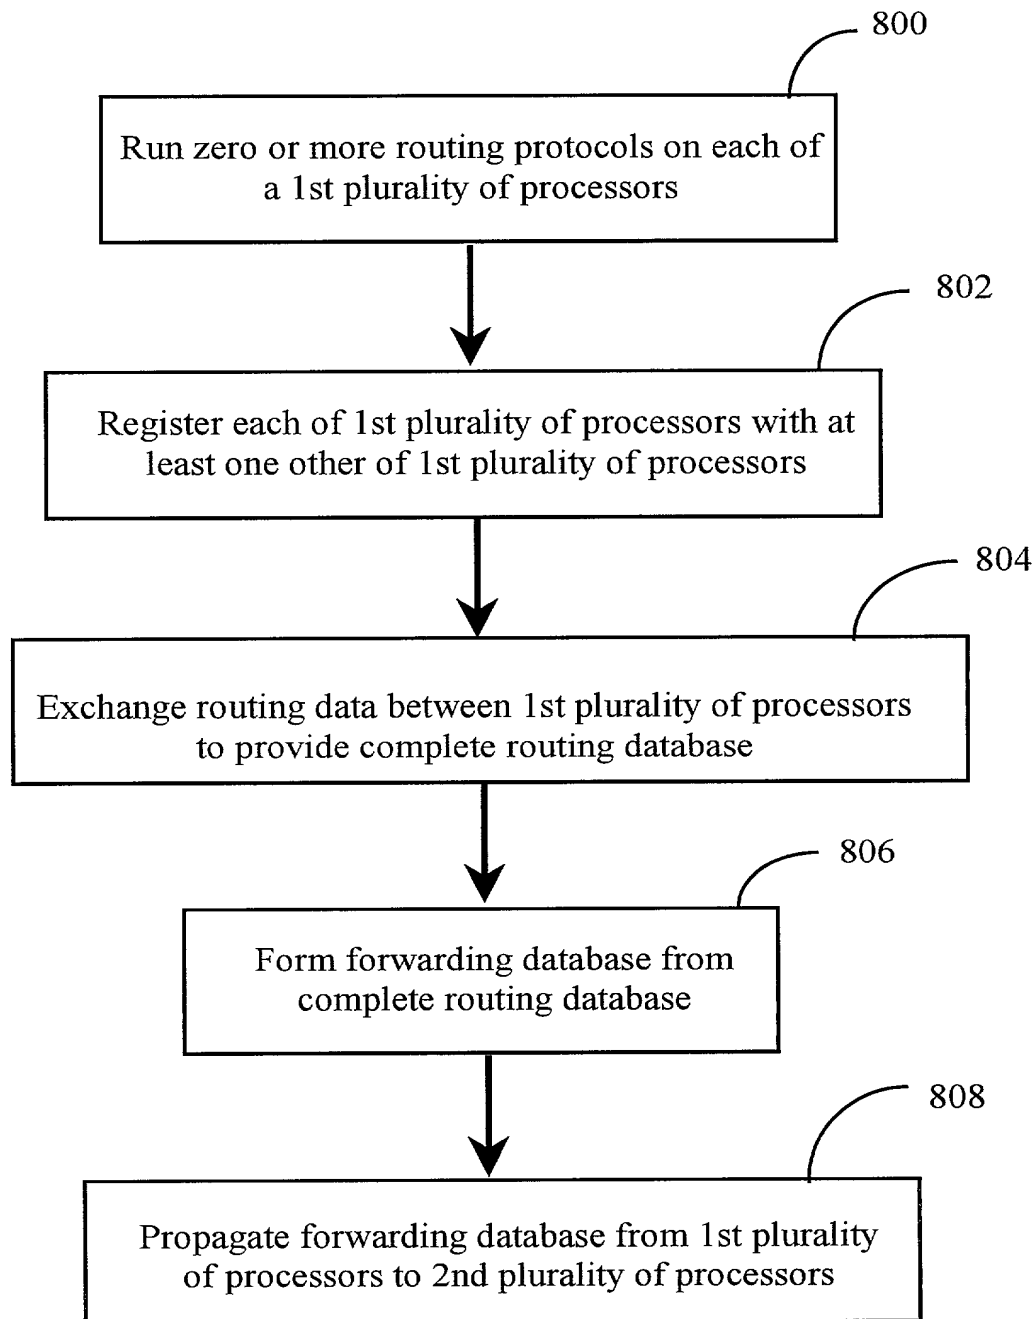 800
Run zero or more routing protocols on each of
a 1st plurality of processors
802
Register each of 1st plurality of processors with at
least one other of 1st plurality of processors
804
Exchange routing data between 1st plurality of processors
to provide complete routing database
806
Form forwarding database from
complete routing database
808
Propagate forwarding database from 1st plurality
of processors to 2nd plurality of processors